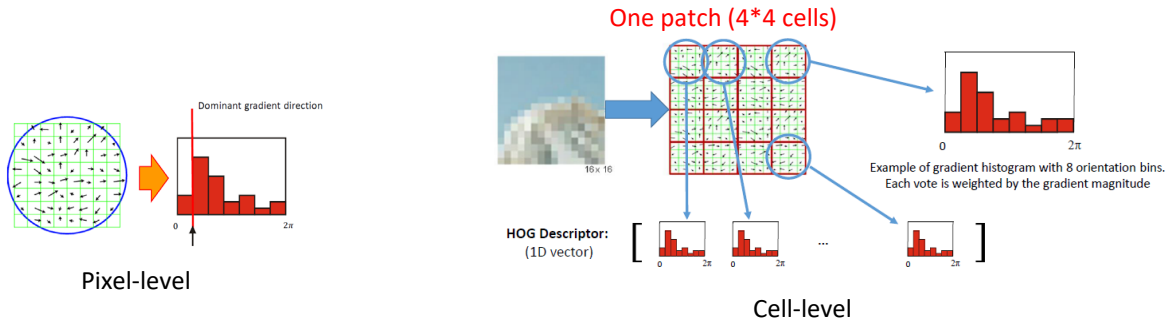 One patch (4*4 cells)
Dominant gradient direction
0
2π
Pixel-level
16× 16
0
2π
Example of gradient histogram with 8 orientation bins.
Each vote is weighted by the gradient magnitude
HOG Descriptor:
(1D vector)
[
0
2π
0
2π
...
0
2π
]
Cell-level